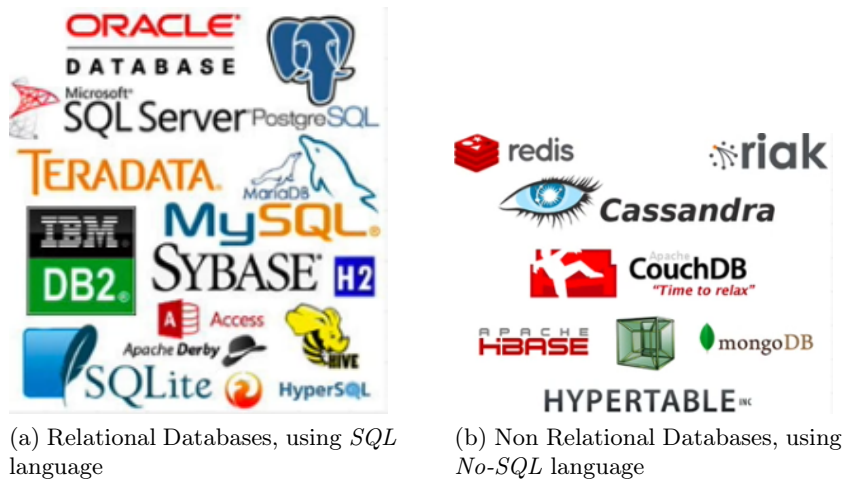 ORACLE
DATABASE
Microsoft®
SQL Server
PostgreSQL
TERADATA.
MariaDB
MySQL®
IBM®
DB2®
SYBASE®
H2
A Access
Apache Derby
HIVE
SQLite
HyperSQL
(a) Relational Databases, using SQL
language
redis
riak
Cassandra
Apache
CouchDB
"Time to relax"
APACHE
HBASE
mongoDB
HYPERTABLE INC
(b) Non Relational Databases, using
No-SQL language